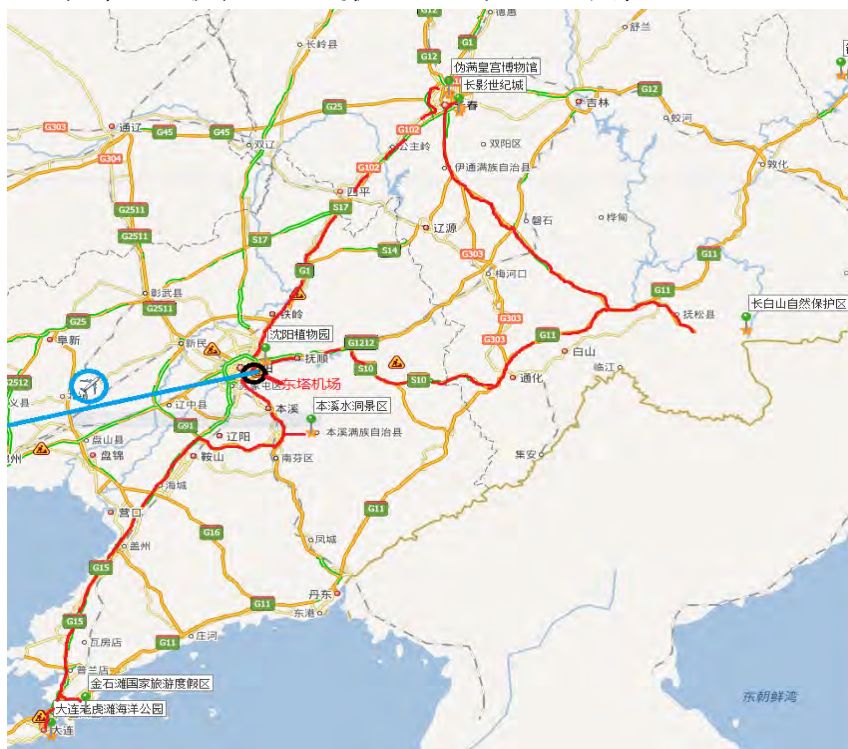 德惠
舒兰
长岭县
G1
G12
伪满皇宫博物馆
长影世纪城
春
吉林
G12
G25
G303
通辽
G45
G45
双辽
G102
公主岭
双阳区
蛟河
G304
G102
伊通满族自治县
敦化
四平
G2511
S17
辽源
磐石
桦甸
G2511
S17
S14
G303
G11
G1
梅河口
彰武县
G11
抚松县
长白山自然保护区
G25
G2511
铁岭
G303
阜新
新民
沈阳植物园
G1212
G303
G11
抚顺
白山
临江
G2512
东塔机场
S10
S10
通化
义县
辽中县
本溪
本溪水洞景区
G91
辽阳
本溪满族自治县
盘山县
盘锦
鞍山
南芬区
集安
海城
G11
营口
G16
凤城
盖州
G15
丹东
G11
东港
G15
瓦房店
庄河
G11
普兰店
金石滩国家旅游度假区
大连老虎滩海洋公园
大连
东朝鲜湾